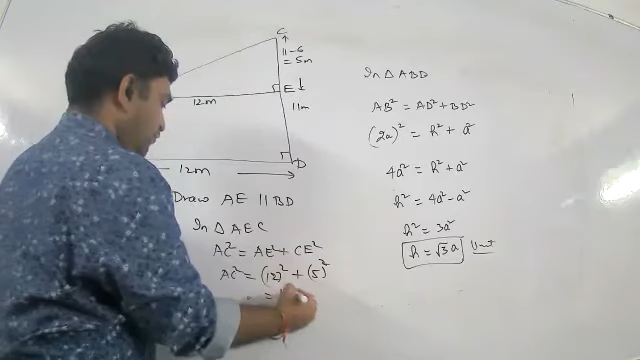 C
11-6
= 5m
E
12m
11m
12m
D
Draw AE || BD
In △ AEC
AC² = AE² + CE²
AC² = (12)² + (5)²
=
In △ ABD
AB² = AD² + BD²
(2a)² = h² + a²
4a² = h² + a²
h² = 4a² - a²
h² = 3a²
h = √3 a Unit